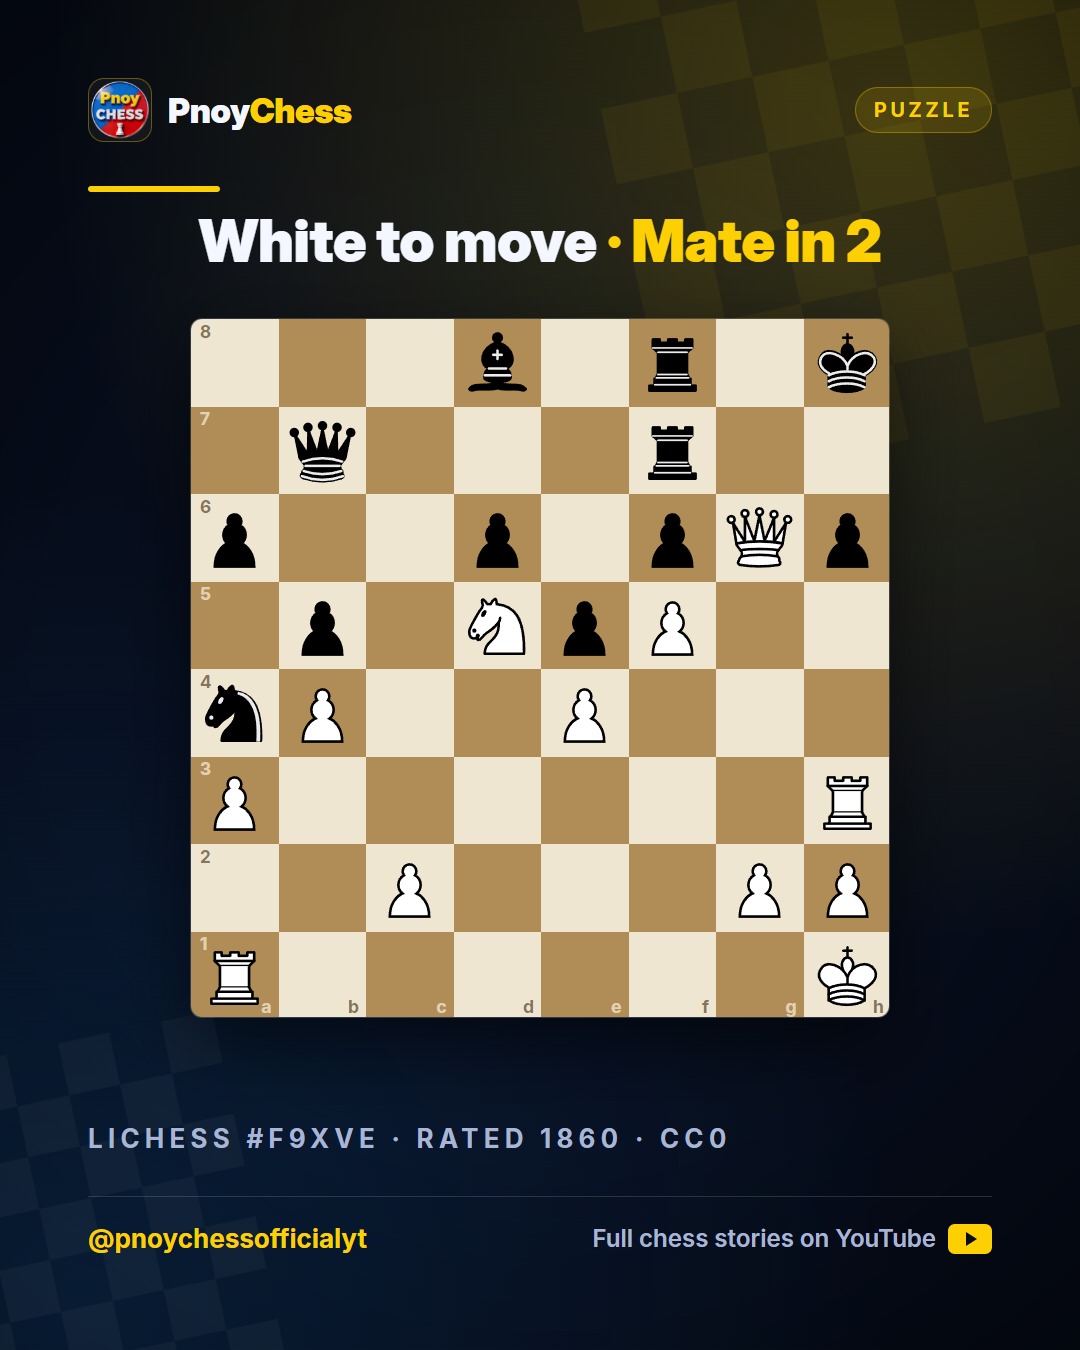 Pnoy
CHESS
PnoyChess
PUZZLE
White to move · Mate in 2
8
7
6
5
4
3
2
1
a b c d e f g h
LICHESS #F9XVE · RATED 1860 · CC0
@pnoychessofficialyt
Full chess stories on YouTube